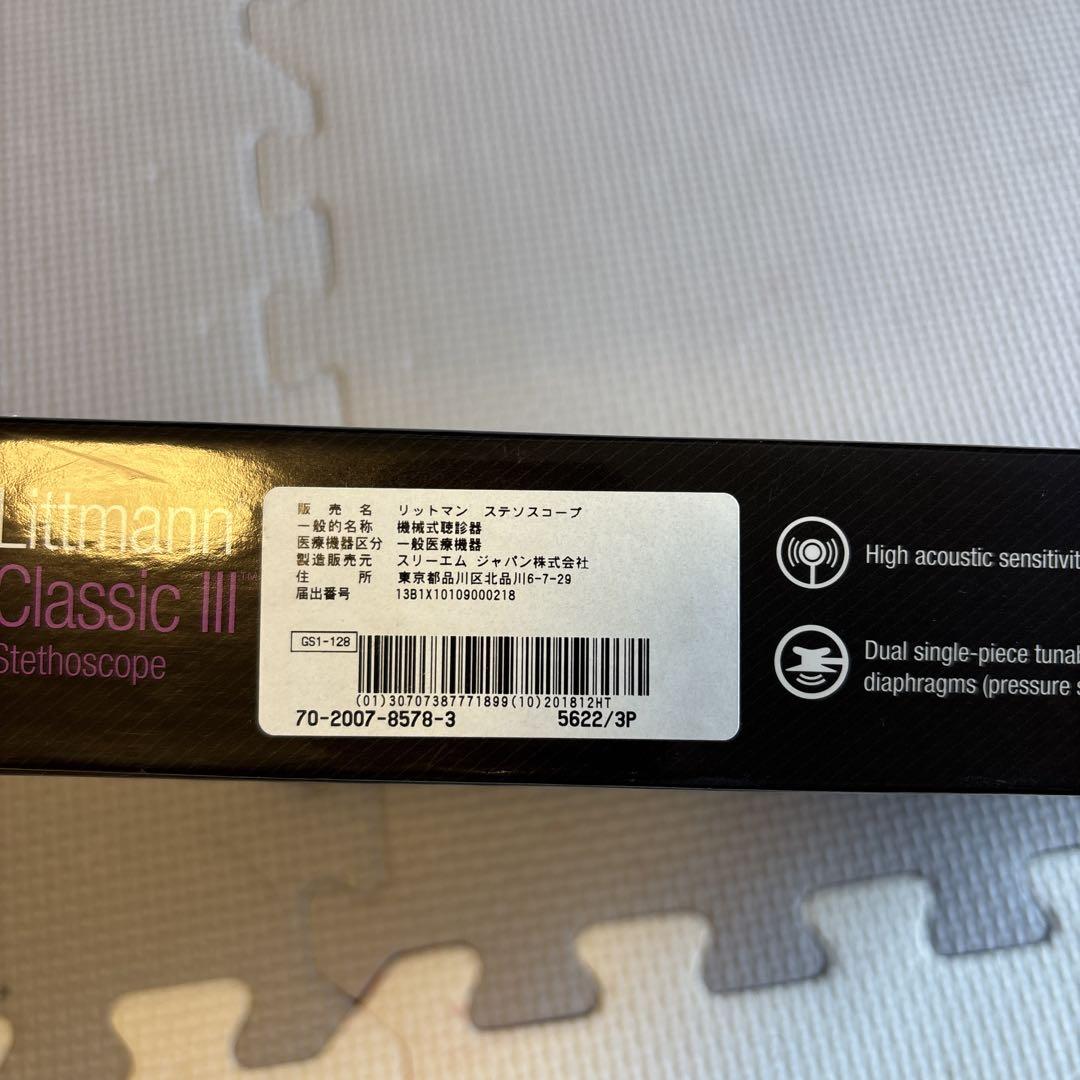 Littmann
Classic III™
Stethoscope
販売名 リットマン ステソスコープ
一般的名称 機械式聴診器
医療機器区分 一般医療機器
製造販売元 スリーエム ジャパン株式会社
住所 東京都品川区北品川6-7-29
届出番号 13B1X10109000218
GS1-128
(01)30707387771899(10)201812HT
70-2007-8578-3 5622/3P
High acoustic sensitivit
Dual single-piece tunab
diaphragms (pressure s